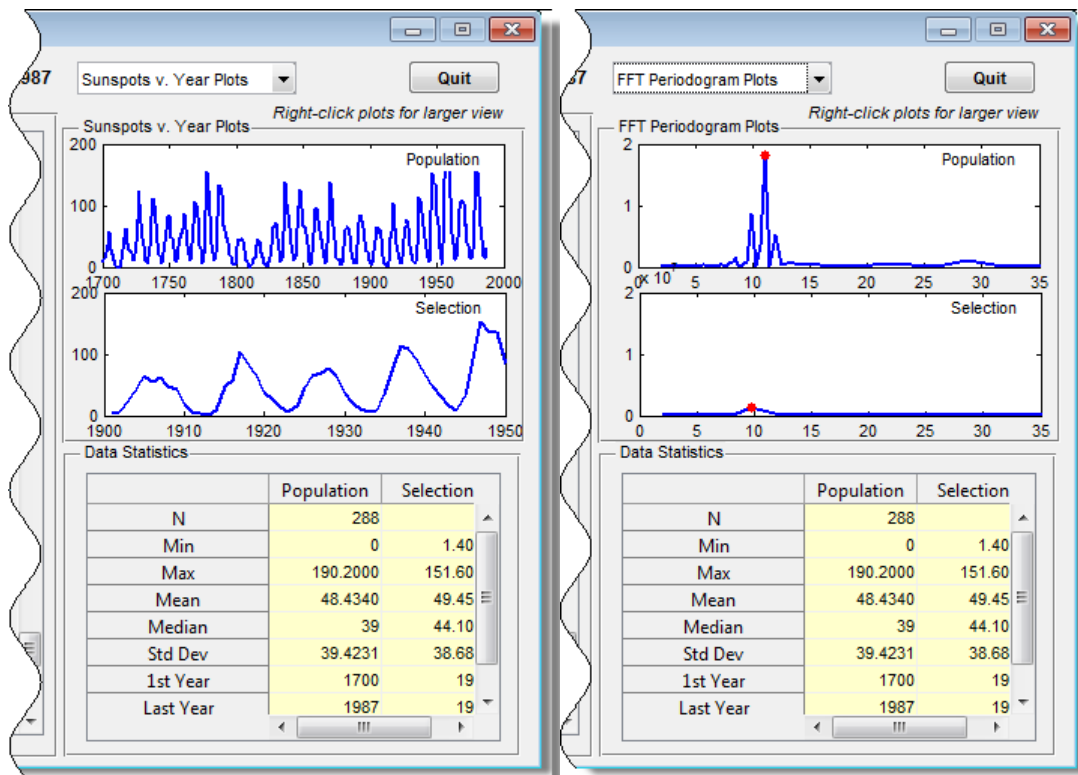 987
Sunspots v. Year Plots
Quit
Right-click plots for larger view
Sunspots v. Year Plots
Population
200
100
0
1700 1750 1800 1850 1900 1950 2000
Selection
200
100
0
1900 1910 1920 1930 1940 1950
Data Statistics
Population Selection
N 288
Min 0 1.40
Max 190.2000 151.60
Mean 48.4340 49.45
Median 39 44.10
Std Dev 39.4231 38.68
1st Year 1700 19
Last Year 1987 19
87
FFT Periodogram Plots
Quit
Right-click plots for larger view
FFT Periodogram Plots
Population
2
1
0
0 5 10 15 20 25 30 35
x 10
Selection
2
1
0
0 5 10 15 20 25 30 35
Data Statistics
Population Selection
N 288
Min 0 1.40
Max 190.2000 151.60
Mean 48.4340 49.45
Median 39 44.10
Std Dev 39.4231 38.68
1st Year 1700 19
Last Year 1987 19